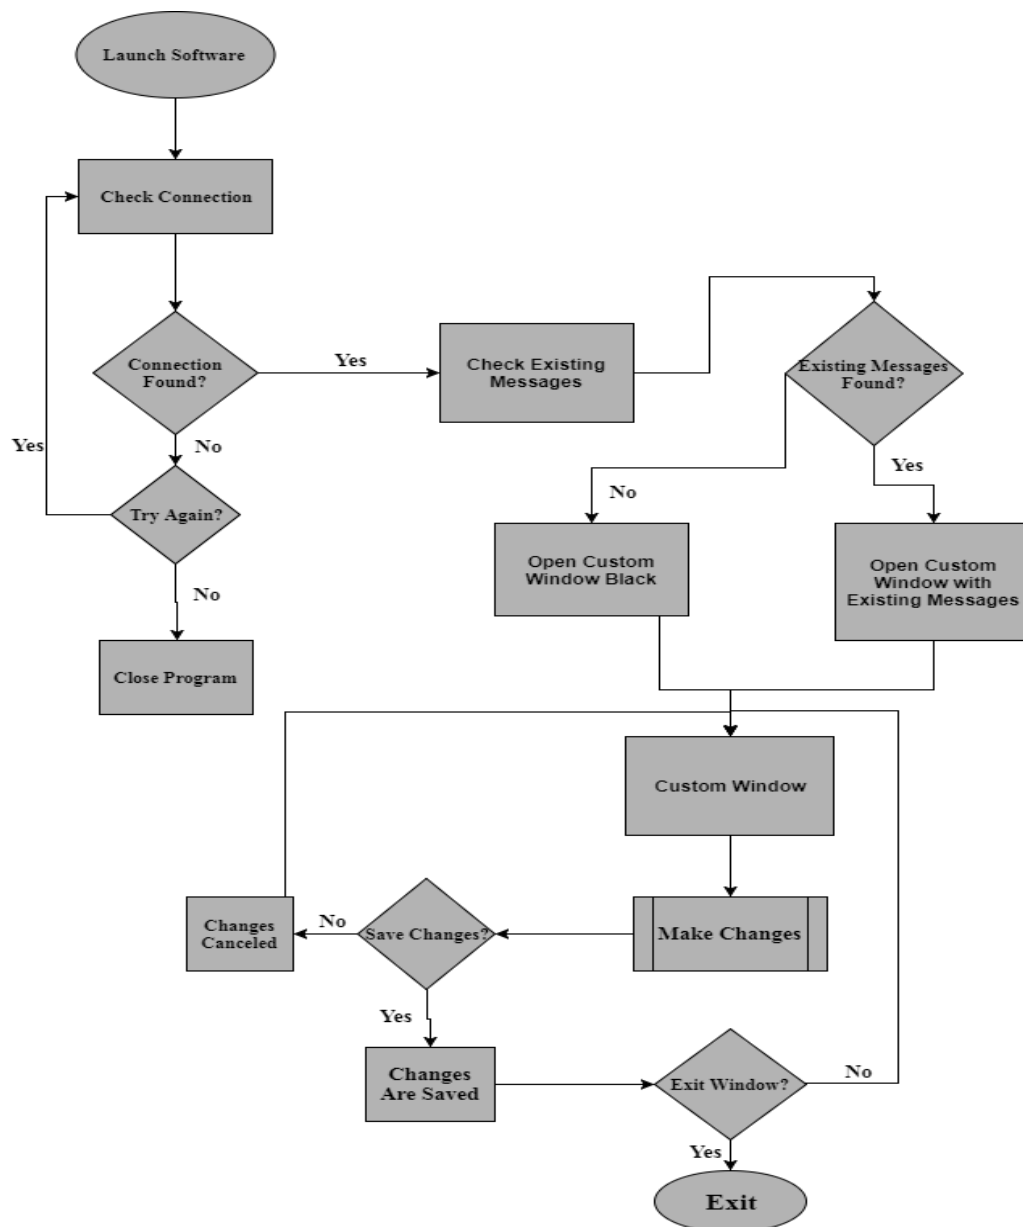 Launch Software
Check Connection
Connection
Found?
Yes
Check Existing
Messages
Existing Messages
Found?
Yes
No
Try Again?
No
Close Program
No
Open Custom
Window Black
Yes
Open Custom
Window with
Existing Messages
Custom Window
Make Changes
Save Changes?
No
Changes
Canceled
Yes
Changes
Are Saved
Exit Window?
No
Yes
Exit